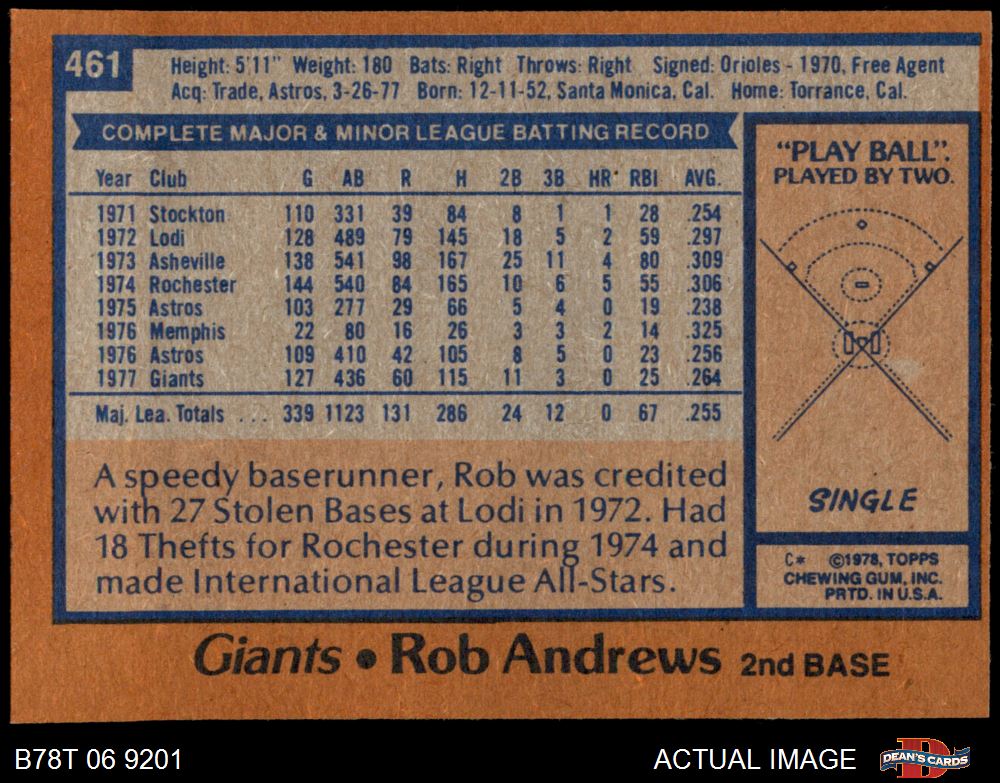 461
Height: 5'11" Weight: 180 Bats: Right Throws: Right Signed: Orioles - 1970, Free Agent
Acq: Trade, Astros, 3-26-77 Born: 12-11-52, Santa Monica, Cal. Home: Torrance, Cal.
COMPLETE MAJOR & MINOR LEAGUE BATTING RECORD
Year Club G AB R H 2B 3B HR RBI AVG.
1971 Stockton 110 331 39 84 8 1 1 28 .254
1972 Lodi 128 489 79 145 18 5 2 59 .297
1973 Asheville 138 541 98 167 25 11 4 80 .309
1974 Rochester 144 540 84 165 10 6 5 55 .306
1975 Astros 103 277 29 66 5 4 0 19 .238
1976 Memphis 22 80 16 26 3 3 2 14 .325
1976 Astros 109 410 42 105 8 5 0 23 .256
1977 Giants 127 436 60 115 11 3 0 25 .264
Maj. Lea. Totals ... 339 1123 131 286 24 12 0 67 .255
A speedy baserunner, Rob was credited
with 27 Stolen Bases at Lodi in 1972. Had
18 Thefts for Rochester during 1974 and
made International League All-Stars.
"PLAY BALL".
PLAYED BY TWO.
SINGLE
C* ©1978, TOPPS
CHEWING GUM, INC.
PRTD. IN U.S.A.
Giants • Rob Andrews 2nd BASE
B78T 06 9201
ACTUAL IMAGE
DEAN'S CARDS